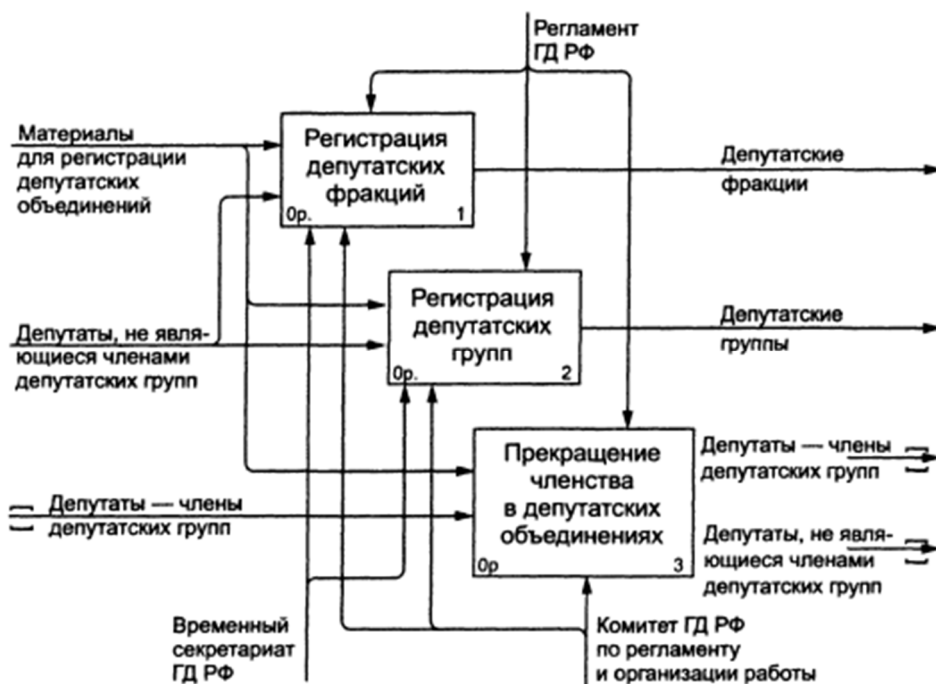 Регламент
ГД РФ
Материалы
для регистрации
депутатских
объединений
Регистрация
депутатских
фракций
0р.
1
Депутатские
фракции
Депутаты, не явля-
ющиеся членами
депутатских групп
Регистрация
депутатских
групп
0р.
2
Депутатские
группы
Депутаты — члены
депутатских групп
Прекращение
членства
в депутатских
объединениях
0р
3
Депутаты — члены
депутатских групп
Депутаты, не явля-
ющиеся членами
депутатских групп
Временный
секретариат
ГД РФ
Комитет ГД РФ
по регламенту
и организации работы